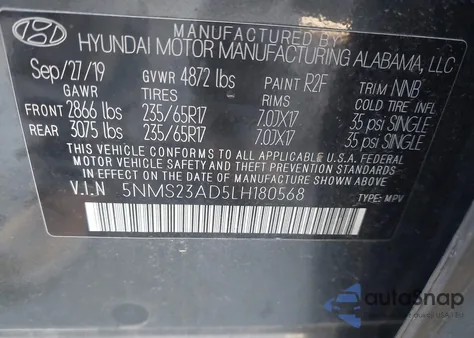 MANUFACTURED BY
HYUNDAI MOTOR MANUFACTURING ALABAMA, LLC
Sep/27/19 GVWR 4872 lbs PAINT R2F TRIM NNB
GAWR TIRES RIMS COLD TIRE INFL
FRONT 2866 lbs 235/65R17 7.0JX17 35 psi SINGLE
REAR 3075 lbs 235/65R17 7.0JX17 35 psi SINGLE
THIS VEHICLE CONFORMS TO ALL APPLICABLE U.S.A. FEDERAL
MOTOR VEHICLE SAFETY, BUMPER, AND THEFT PREVENTION STANDARDS
IN EFFECT ON THE DATE OF MANUFACTURE SHOWN ABOVE
V.I.N 5NMS23AD5LH180568
TYPE: MPV
autoSnap